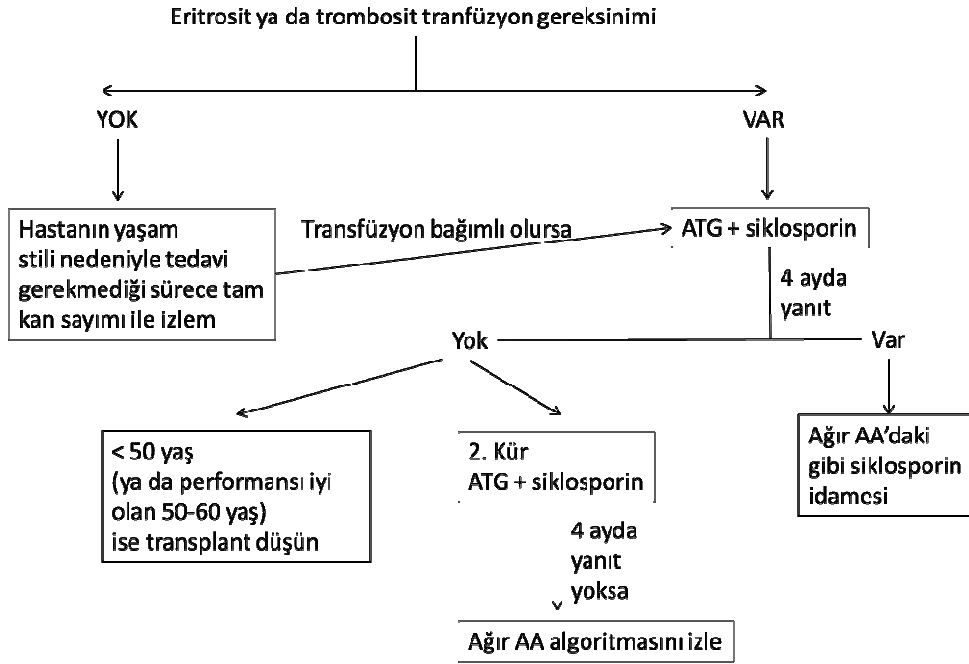 Eritrosit ya da trombosit tranfüzyon gereksinimi
YOK
VAR
Hastanın yaşam
stili nedeniyle tedavi
gerekmediği sürece tam
kan sayımı ile izlem
Transfüzyon bağımlı olursa
ATG + siklosporin
4 ayda
yanıt
Yok
Var
< 50 yaş
(ya da performansı iyi
olan 50-60 yaş)
ise transplant düşün
2. Kür
ATG + siklosporin
Ağır AA’daki
gibi siklosporin
idamesi
4 ayda
yanıt
yoksa
Ağır AA algoritmasını izle